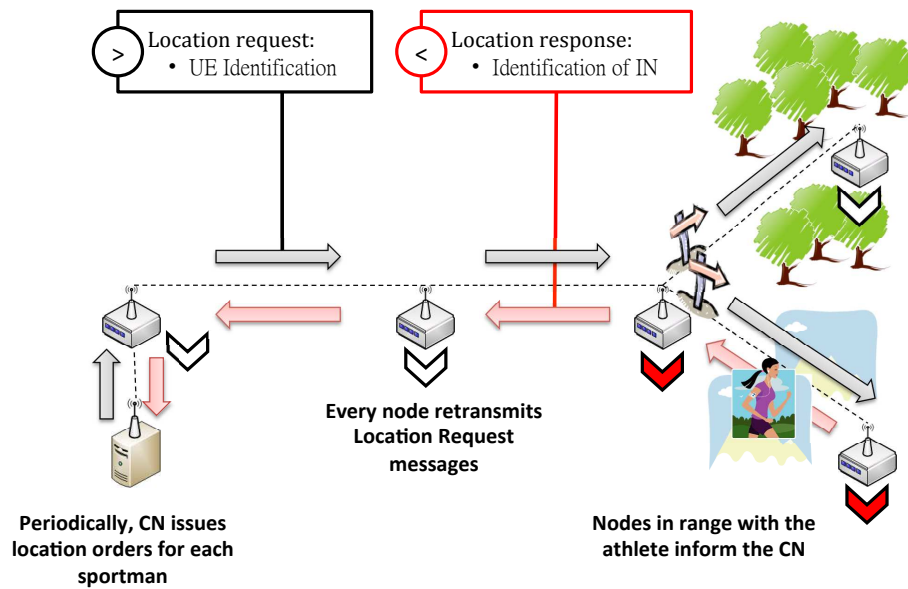 >
Location request:
• UE Identification
<
Location response:
• Identification of IN
Every node retransmits
Location Request
messages
Periodically, CN issues
location orders for each
sportman
Nodes in range with the
athlete inform the CN